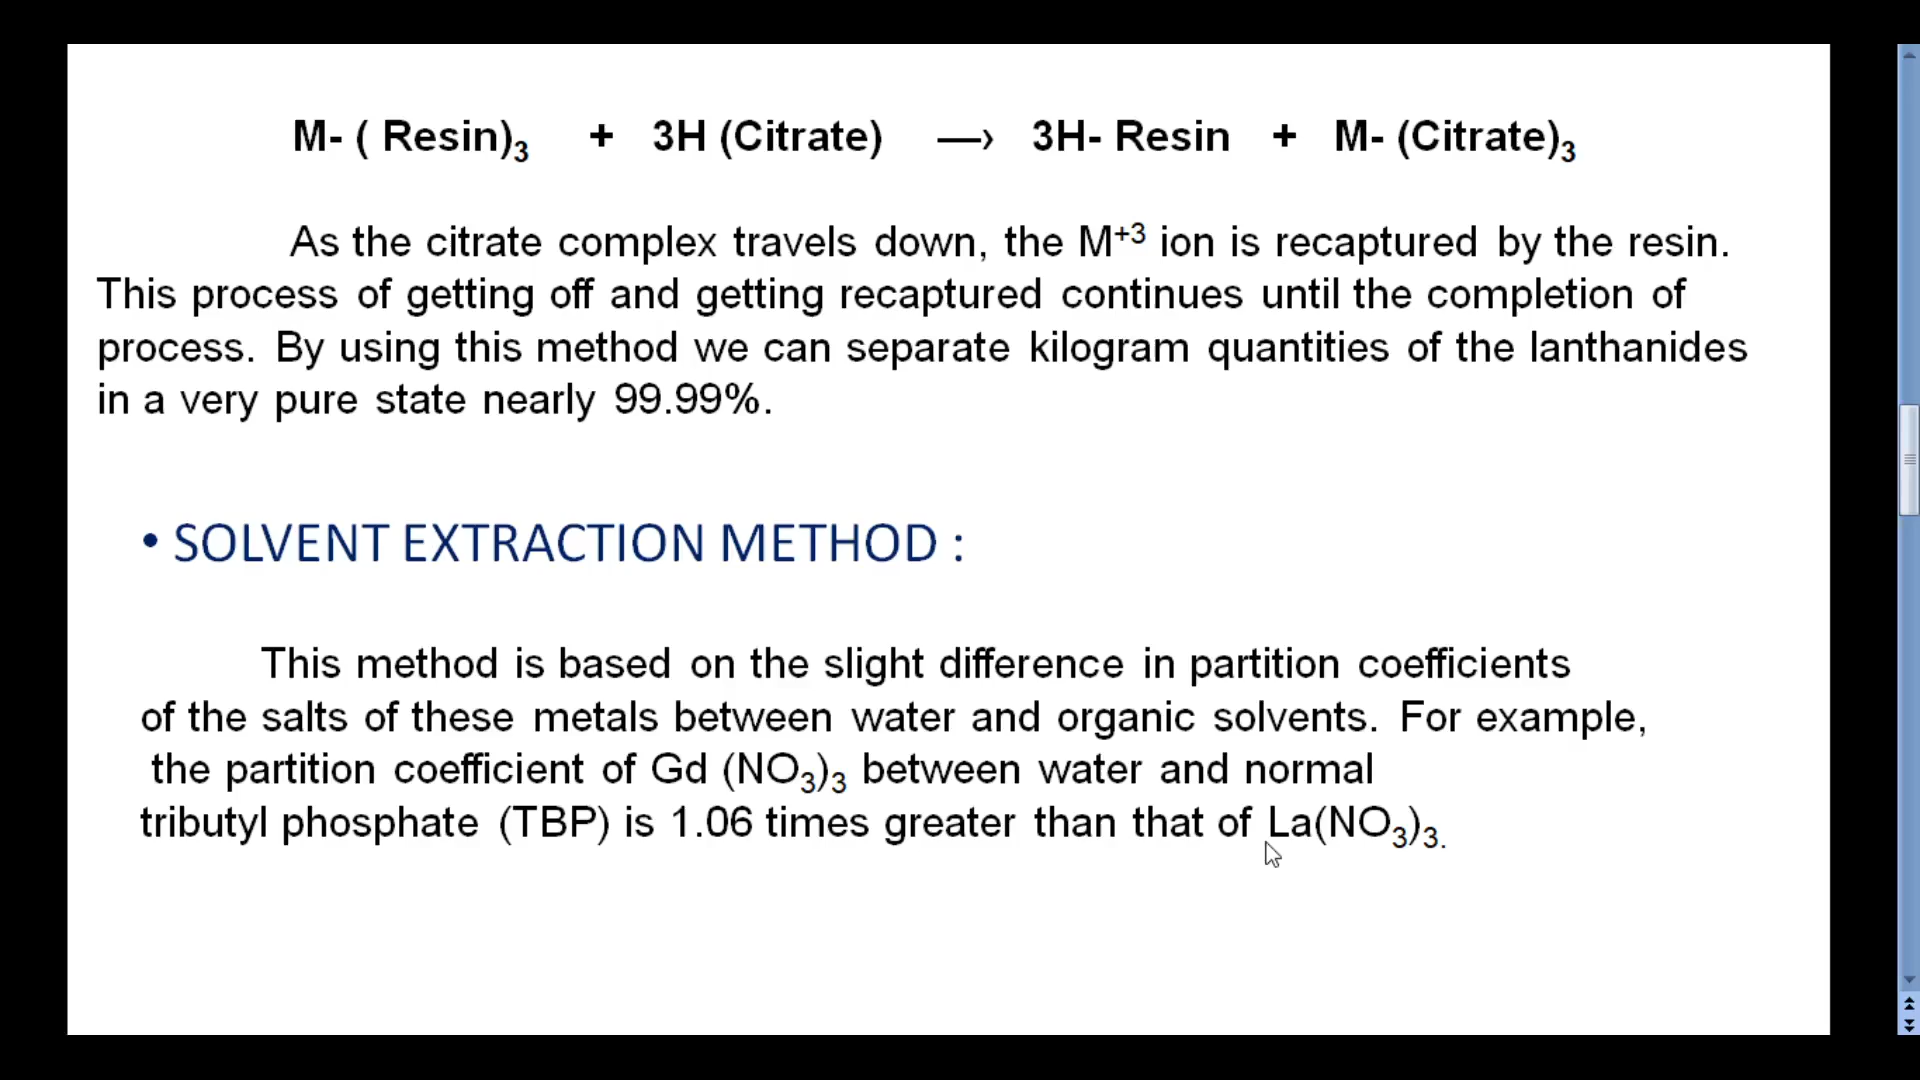 M- ( Resin)₃ + 3H (Citrate) —› 3H- Resin + M- (Citrate)₃
As the citrate complex travels down, the M⁺³ ion is recaptured by the resin.
This process of getting off and getting recaptured continues until the completion of
process. By using this method we can separate kilogram quantities of the lanthanides
in a very pure state nearly 99.99%.
• SOLVENT EXTRACTION METHOD :
This method is based on the slight difference in partition coefficients
of the salts of these metals between water and organic solvents. For example,
the partition coefficient of Gd (NO₃)₃ between water and normal
tributyl phosphate (TBP) is 1.06 times greater than that of La(NO₃)₃.